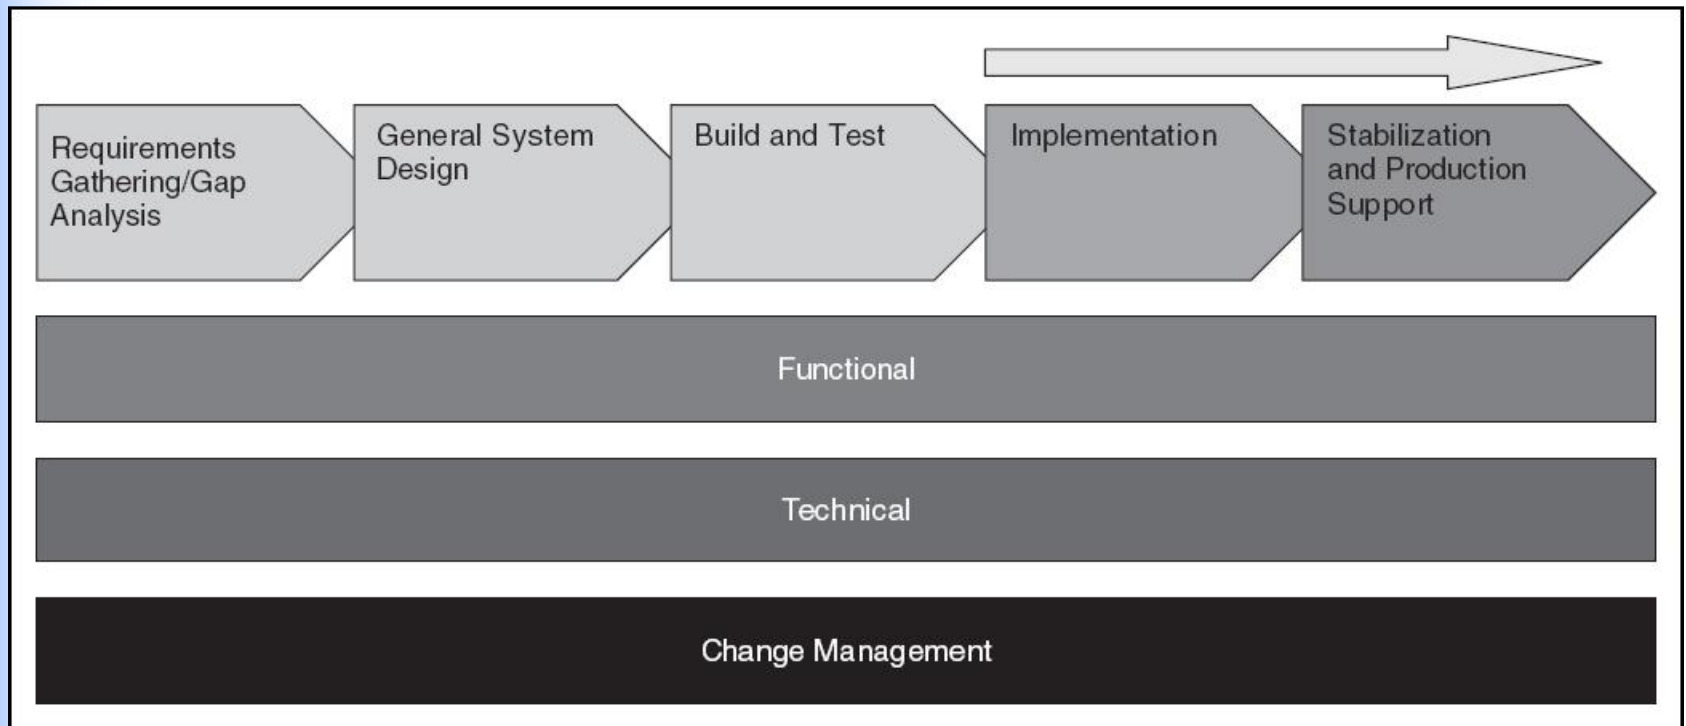 Requirements
Gathering/Gap
Analysis
General System
Design
Build and Test
Implementation
Stabilization
and Production
Support
Functional
Technical
Change Management